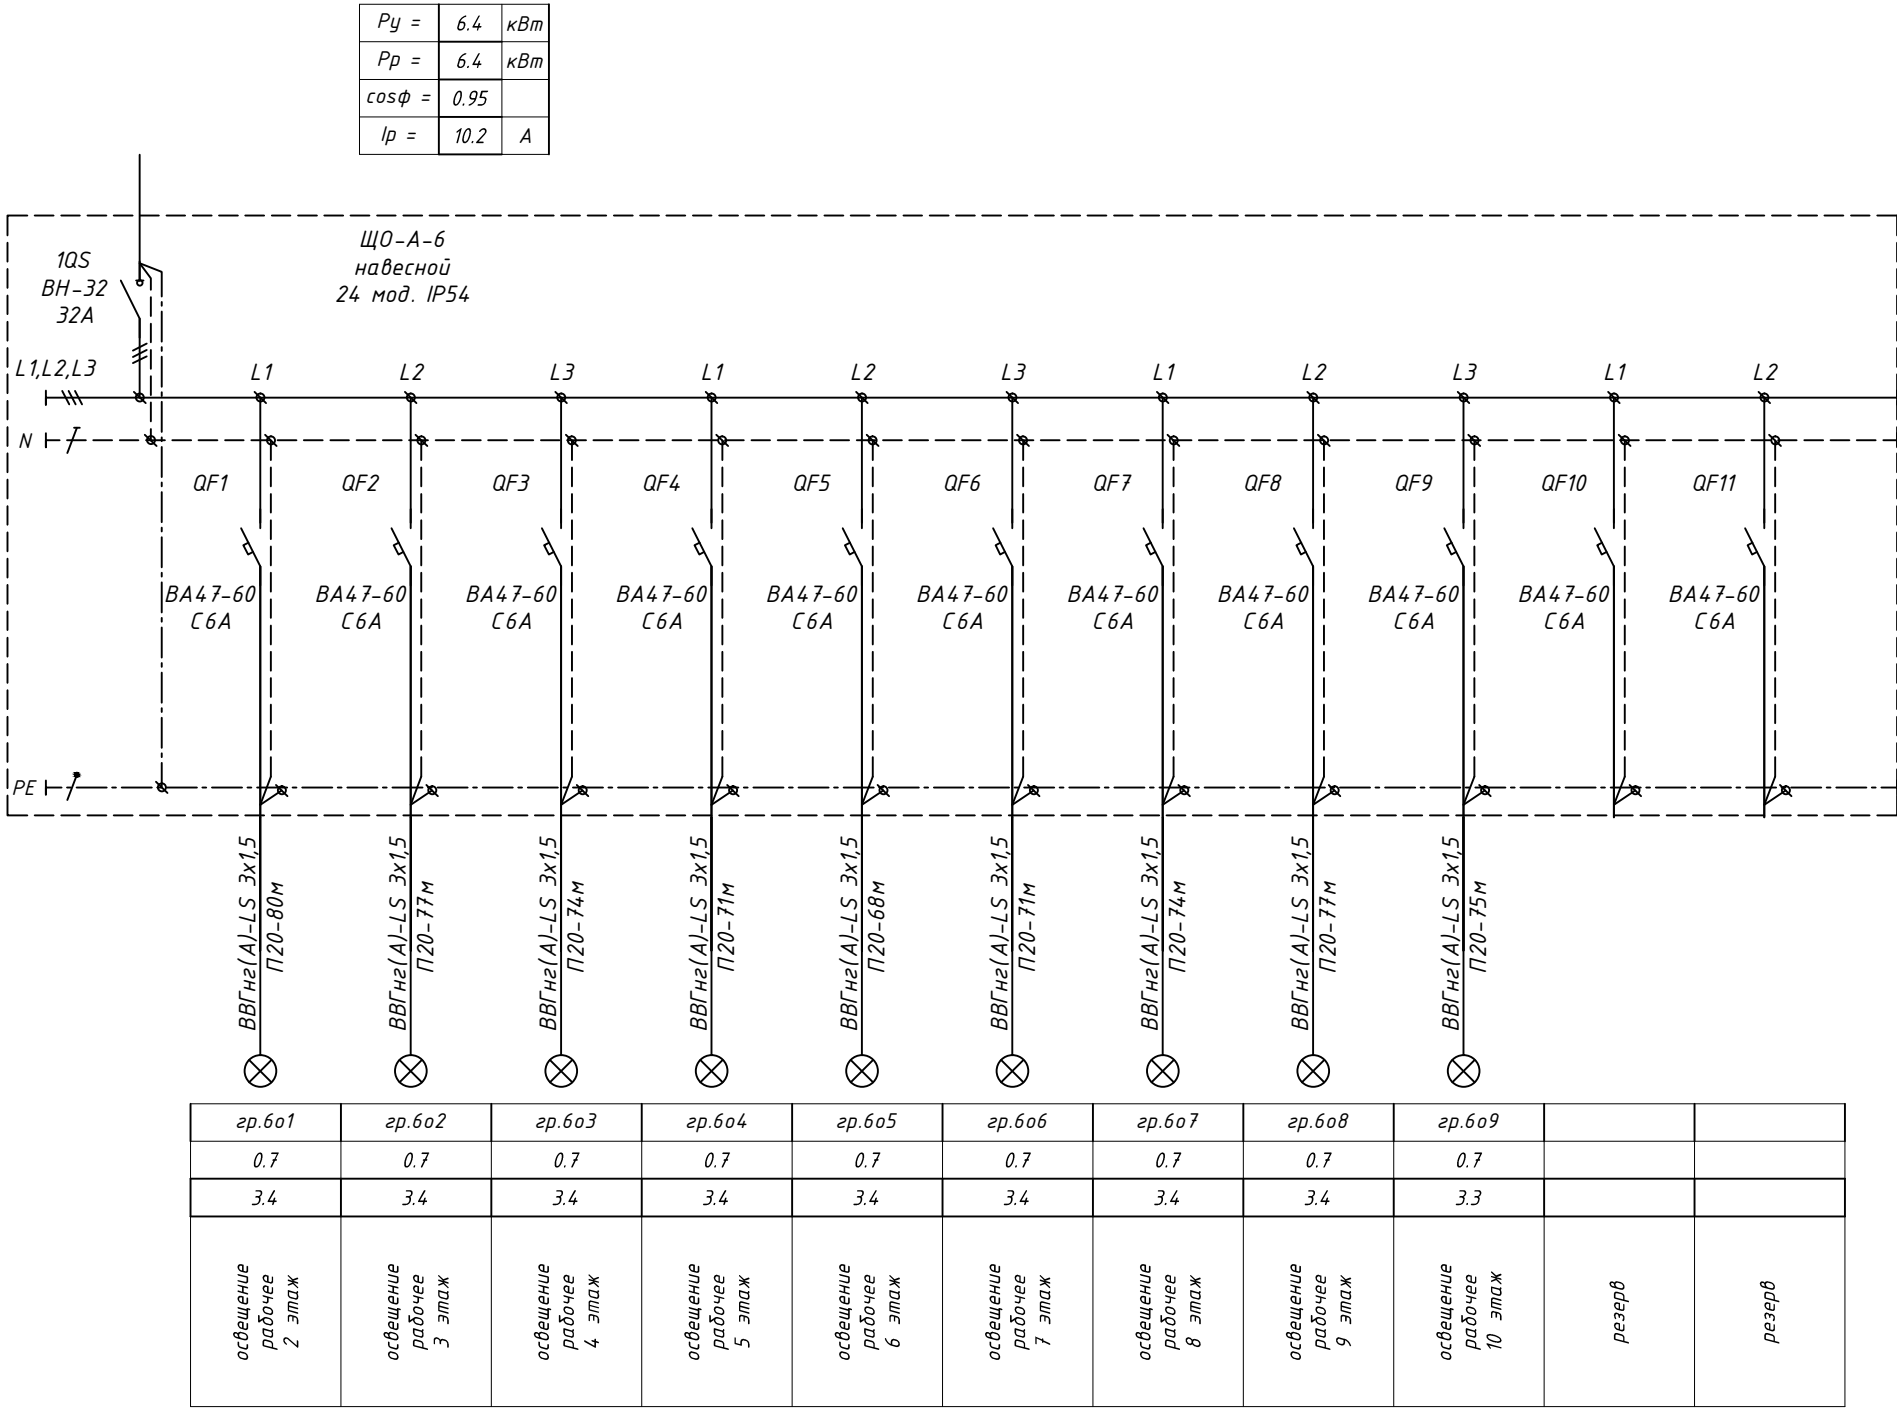 Ру = 6.4 кВт
Рр = 6.4 кВт
cosφ = 0.95
Iр = 10.2 А
ЩО-А-6
навесной
24 мод. IP54
1QS
ВН-32
32А
L1,L2,L3
L1 L2 L3 L1 L2 L3 L1 L2 L3 L1 L2
N
QF1 QF2 QF3 QF4 QF5 QF6 QF7 QF8 QF9 QF10 QF11
ВА47-60 ВА47-60 ВА47-60 ВА47-60 ВА47-60 ВА47-60 ВА47-60 ВА47-60 ВА47-60 ВА47-60 ВА47-60
С6А С6А С6А С6А С6А С6А С6А С6А С6А С6А С6А
PE
ВВГнг(А)-LS 3х1,5
П20-80м
ВВГнг(А)-LS 3х1,5
П20-77м
ВВГнг(А)-LS 3х1,5
П20-74м
ВВГнг(А)-LS 3х1,5
П20-71м
ВВГнг(А)-LS 3х1,5
П20-68м
ВВГнг(А)-LS 3х1,5
П20-71м
ВВГнг(А)-LS 3х1,5
П20-74м
ВВГнг(А)-LS 3х1,5
П20-77м
ВВГнг(А)-LS 3х1,5
П20-75м
гр.6о1 гр.6о2 гр.6о3 гр.6о4 гр.6о5 гр.6о6 гр.6о7 гр.6о8 гр.6о9
0.7 0.7 0.7 0.7 0.7 0.7 0.7 0.7 0.7
3.4 3.4 3.4 3.4 3.4 3.4 3.4 3.4 3.3
освещение
рабочее
2 этаж
освещение
рабочее
3 этаж
освещение
рабочее
4 этаж
освещение
рабочее
5 этаж
освещение
рабочее
6 этаж
освещение
рабочее
7 этаж
освещение
рабочее
8 этаж
освещение
рабочее
9 этаж
освещение
рабочее
10 этаж
резерв
резерв